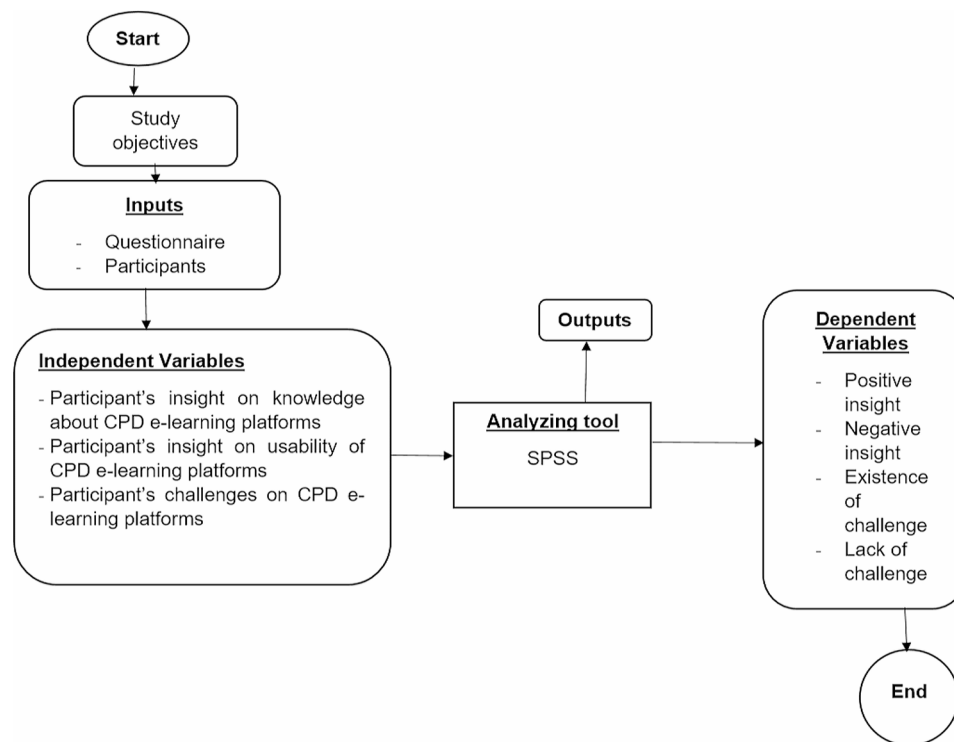 Start
Study
objectives
Inputs
- Questionnaire
- Participants
Independent Variables
- Participant's insight on knowledge
about CPD e-learning platforms
- Participant's insight on usability of
CPD e-learning platforms
- Participant's challenges on CPD e-
learning platforms
Analyzing tool
SPSS
Outputs
Dependent
Variables
- Positive
insight
- Negative
insight
- Existence
of
challenge
- Lack of
challenge
End